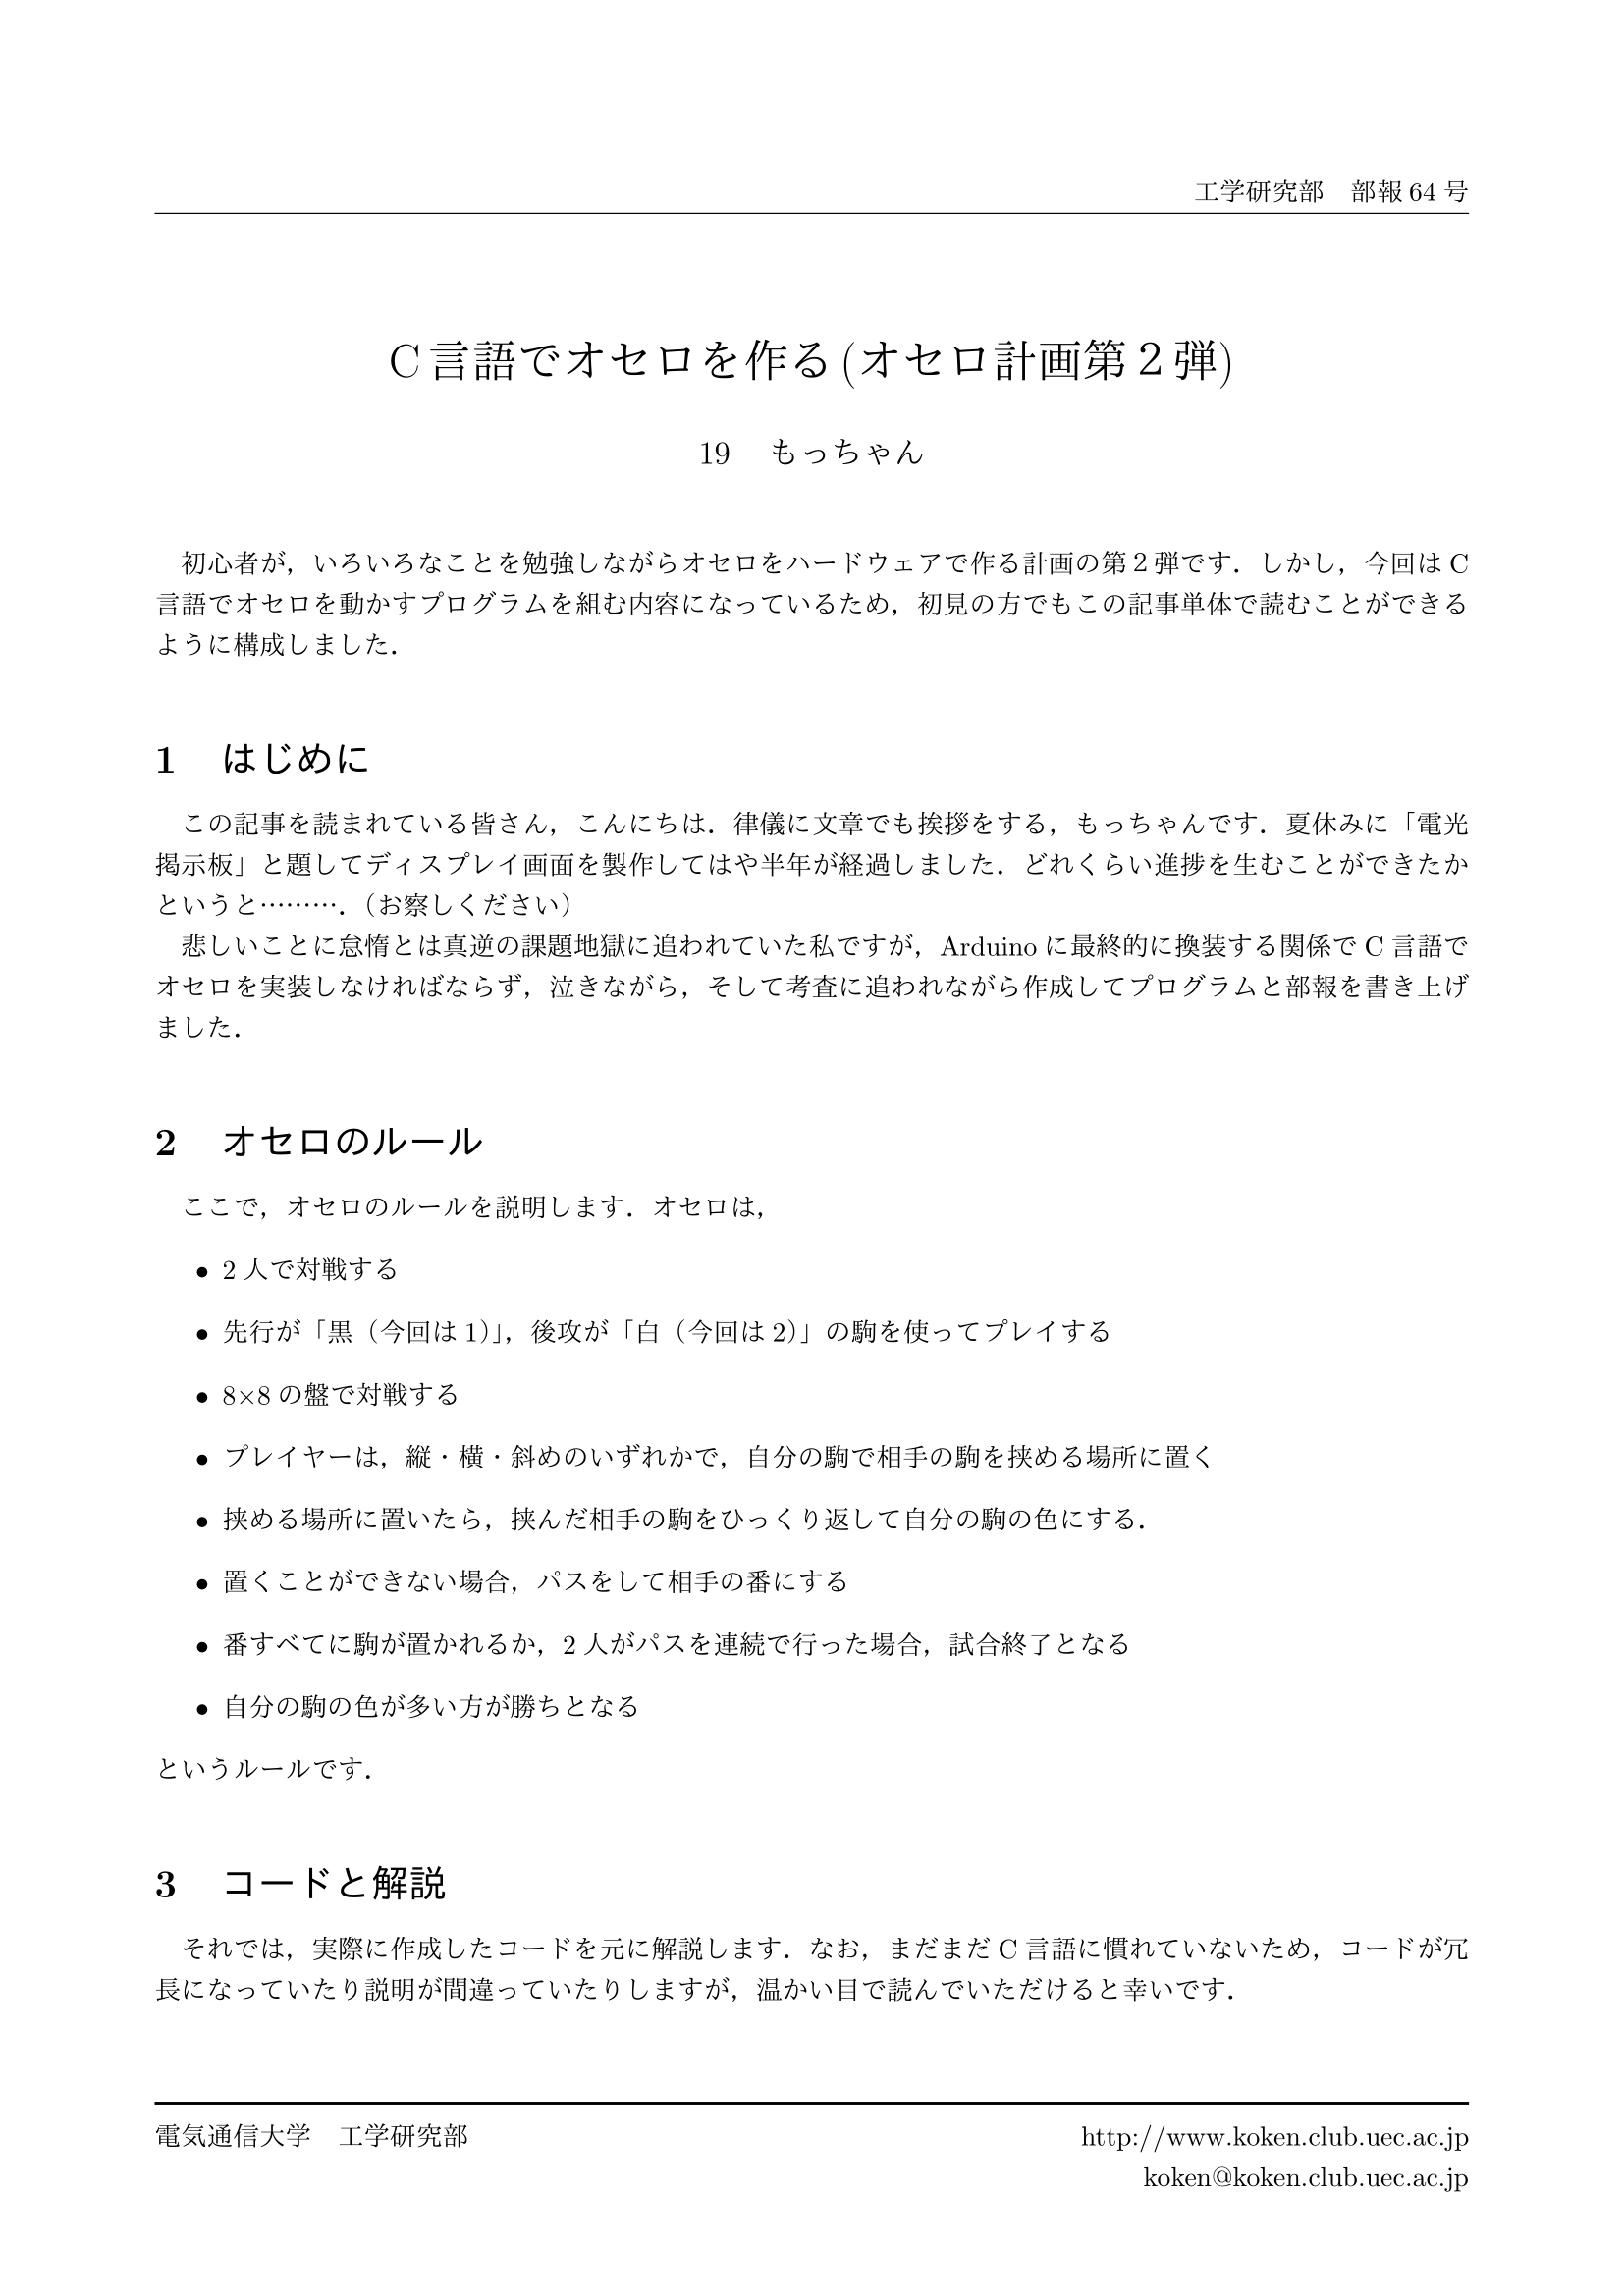 工学研究部　部報 64 号
C 言語でオセロを作る (オセロ計画第２弾)
19　もっちゃん
初心者が，いろいろなことを勉強しながらオセロをハードウェアで作る計画の第２弾です．しかし，今回は C
言語でオセロを動かすプログラムを組む内容になっているため，初見の方でもこの記事単体で読むことができる
ように構成しました．
1　はじめに
この記事を読まれている皆さん，こんにちは．律儀に文章でも挨拶をする，もっちゃんです．夏休みに「電光
掲示板」と題してディスプレイ画面を製作してはや半年が経過しました．どれくらい進捗を生むことができたか
というと………．（お察しください）
悲しいことに怠惰とは真逆の課題地獄に追われていた私ですが，Arduino に最終的に換装する関係で C 言語で
オセロを実装しなければならず，泣きながら，そして考査に追われながら作成してプログラムと部報を書き上げ
ました．
2　オセロのルール
ここで，オセロのルールを説明します．オセロは，
• 2 人で対戦する
• 先行が「黒（今回は 1）」，後攻が「白（今回は 2）」の駒を使ってプレイする
• 8×8 の盤で対戦する
• プレイヤーは，縦・横・斜めのいずれかで，自分の駒で相手の駒を挟める場所に置く
• 挟める場所に置いたら，挟んだ相手の駒をひっくり返して自分の駒の色にする．
• 置くことができない場合，パスをして相手の番にする
• 番すべてに駒が置かれるか，2 人がパスを連続で行った場合，試合終了となる
• 自分の駒の色が多い方が勝ちとなる
というルールです．
3　コードと解説
それでは，実際に作成したコードを元に解説します．なお，まだまだ C 言語に慣れていないため，コードが冗
長になっていたり説明が間違っていたりしますが，温かい目で読んでいただけると幸いです．
電気通信大学　工学研究部
http://www.koken.club.uec.ac.jp
koken@koken.club.uec.ac.jp